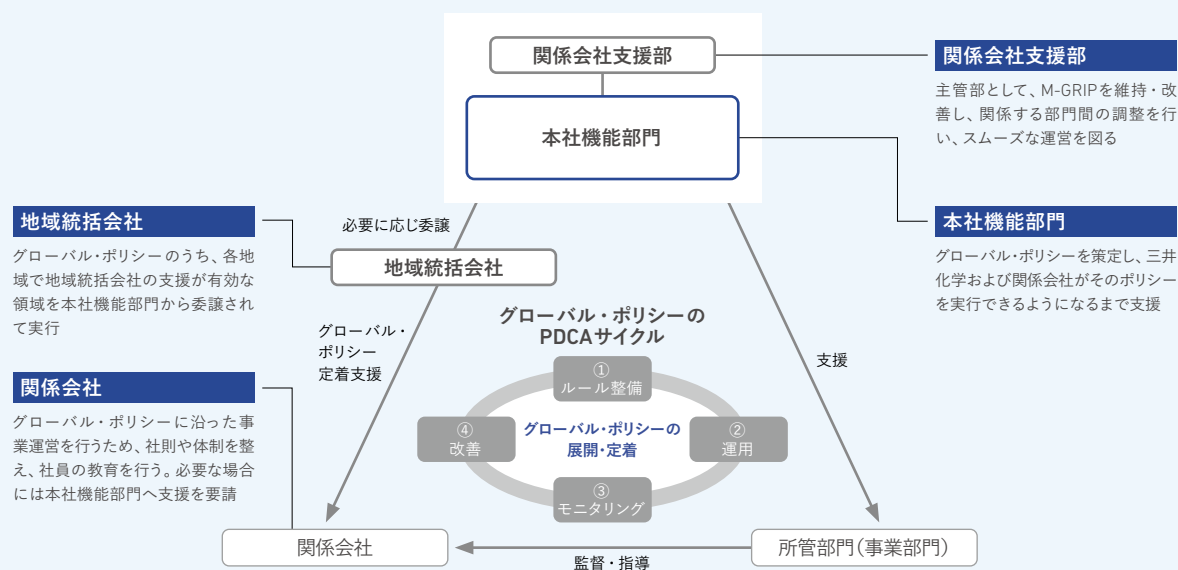 関係会社支援部
本社機能部門
関係会社支援部
主管部として、M-GRIPを維持・改
善し、関係する部門間の調整を行
い、スムーズな運営を図る
本社機能部門
グローバル・ポリシーを策定し、三井
化学および関係会社がそのポリシー
を実行できるようになるまで支援
地域統括会社
グローバル・ポリシーのうち、各地
域で地域統括会社の支援が有効な
領域を本社機能部門から委譲され
て実行
必要に応じ委譲
地域統括会社
グローバル・
ポリシー
定着支援
関係会社
グローバル・ポリシーに沿った事
業運営を行うため、社則や体制を整
え、社員の教育を行う。必要な場合
には本社機能部門へ支援を要請
グローバル・ポリシーの
PDCAサイクル
①
ルール整備
②
運用
③
モニタリング
④
改善
グローバル・ポリシーの
展開・定着
支援
関係会社
監督・指導
所管部門(事業部門)